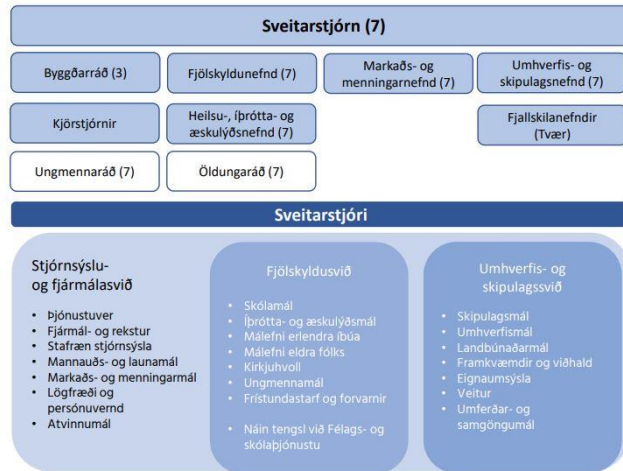 Sveitarstjórn (7)
Byggðarráð (3)
Fjölskyldunefnd (7)
Markaðs- og
menningarnefnd (7)
Umhverfis- og
skipulagsnefnd (7)
Kjörstjórnir
Heilsu-, íþrótta- og
æskulýðsnefnd (7)
Fjallskilanefndir
(Tvær)
Ungmennaráð (7)
Öldungaráð (7)
Sveitarstjóri
Stjórnsýslu-
og fjármálasvið
• Þjónustuver
• Fjármál- og rekstur
• Stafræn stjórnsýsla
• Mannauðs- og launamál
• Markaðs- og menningarmál
• Lögfræði og
persónuvernd
• Atvinnumál
Fjölskyldusvið
• Skólamál
• Íþrótta- og æskulýðsmál
• Málefni erlendra íbúa
• Málefni eldra fólks
• Kirkjuhvoll
• Ungmennamál
• Frístundastarf og forvarnir
• Náin tengsl við Félags- og
skólaþjónustu
Umhverfis- og
skipulagssvið
• Skipulagsmál
• Umhverfismál
• Landbúnaðarmál
• Framkvæmdir og viðhald
• Eignaumsýsla
• Veitur
• Umferðar- og
samgöngumál